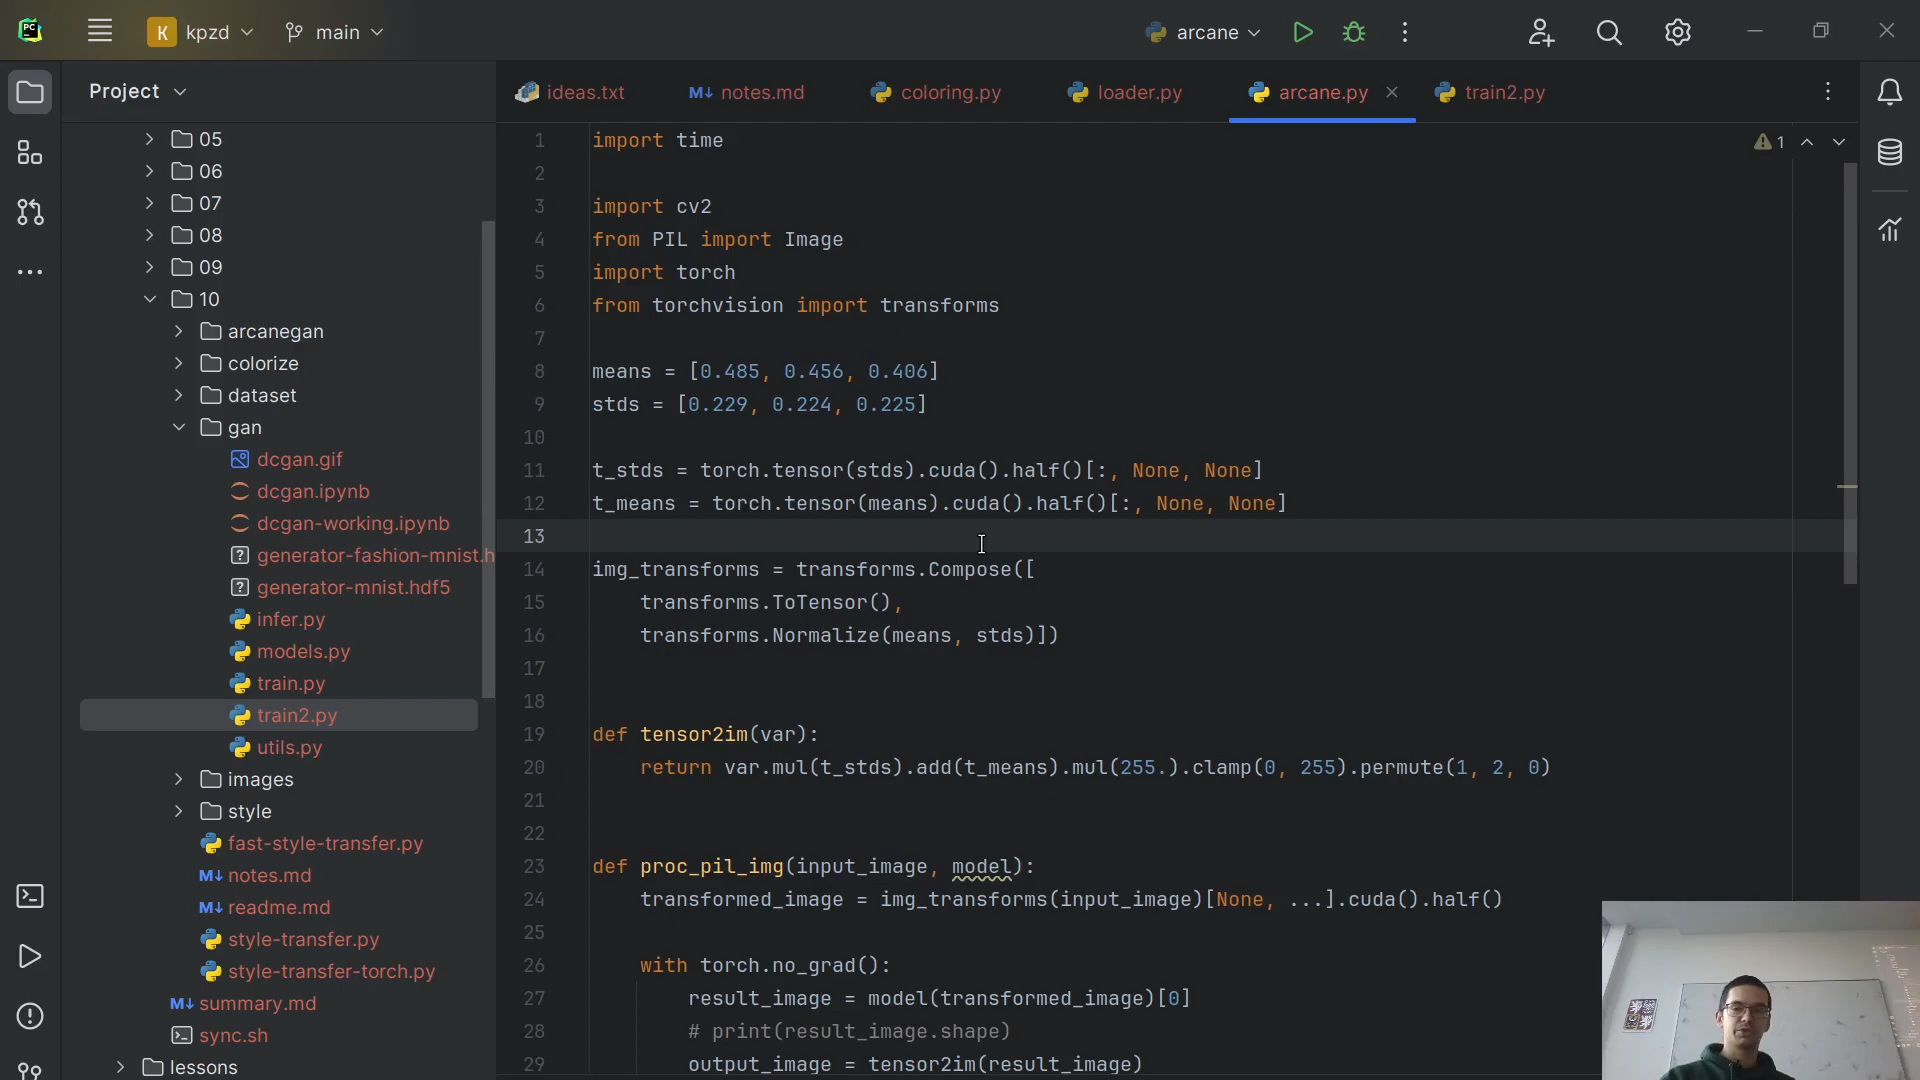 PC
K kpzd main
arcane
Project
ideas.txt M↓ notes.md coloring.py loader.py arcane.py train2.py
05
06
07
08
09
10
arcanegan
colorize
dataset
gan
dcgan.gif
dcgan.ipynb
dcgan-working.ipynb
generator-fashion-mnist.h
generator-mnist.hdf5
infer.py
models.py
train.py
train2.py
utils.py
images
style
fast-style-transfer.py
M↓ notes.md
M↓ readme.md
style-transfer.py
style-transfer-torch.py
M↓ summary.md
sync.sh
lessons
1
1 import time
2
3 import cv2
4 from PIL import Image
5 import torch
6 from torchvision import transforms
7
8 means = [0.485, 0.456, 0.406]
9 stds = [0.229, 0.224, 0.225]
10
11 t_stds = torch.tensor(stds).cuda().half()[:, None, None]
12 t_means = torch.tensor(means).cuda().half()[:, None, None]
13
14 img_transforms = transforms.Compose([
15 transforms.ToTensor(),
16 transforms.Normalize(means, stds)])
17
18
19 def tensor2im(var):
20 return var.mul(t_stds).add(t_means).mul(255.).clamp(0, 255).permute(1, 2, 0)
21
22
23 def proc_pil_img(input_image, model):
24 transformed_image = img_transforms(input_image)[None, ...].cuda().half()
25
26 with torch.no_grad():
27 result_image = model(transformed_image)[0]
28 # print(result_image.shape)
29 output_image = tensor2im(result_image)